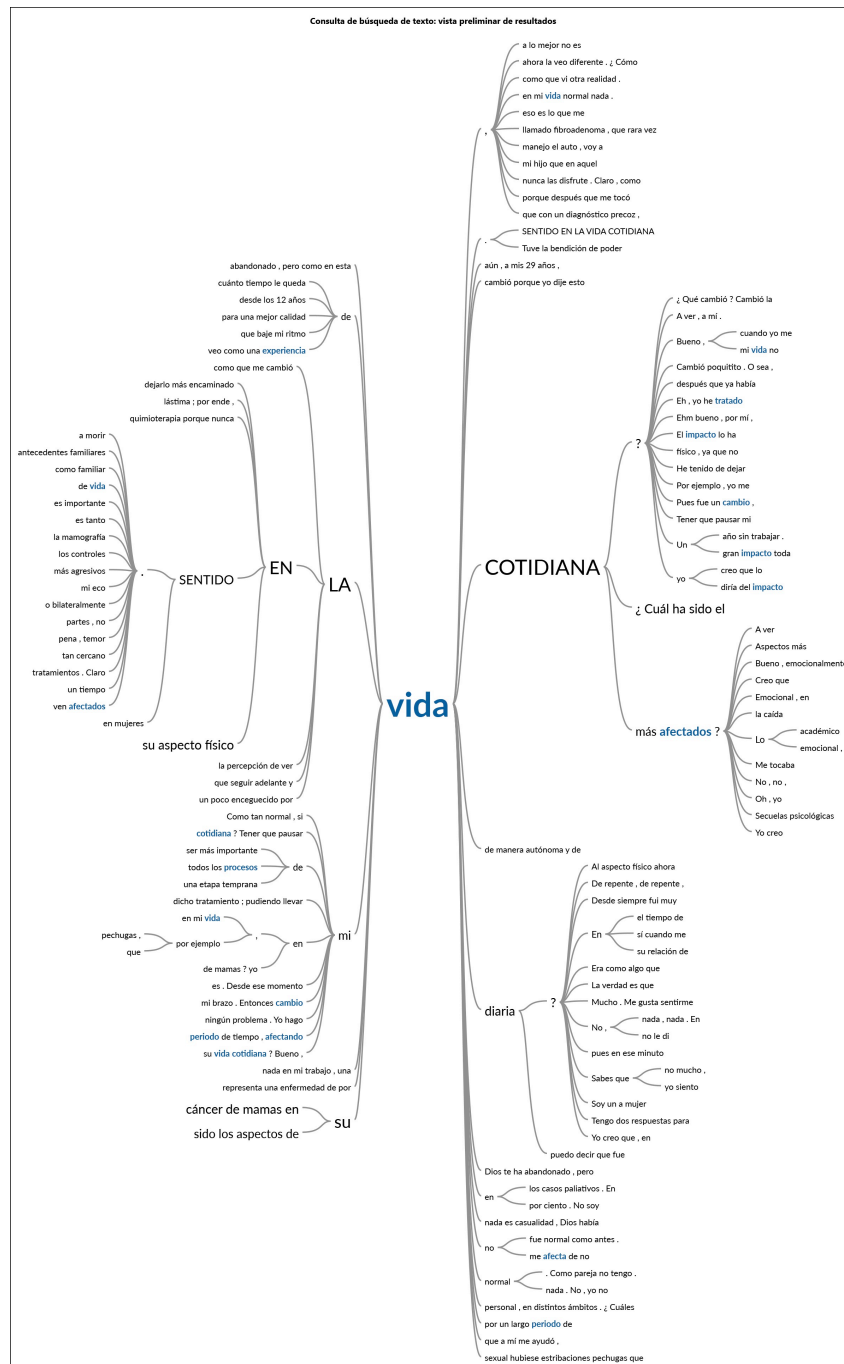 Consulta de búsqueda de texto: vista preliminar de resultados
abandonado , pero como en esta
cuánto tiempo le queda
desde los 12 años
para una mejor calidad
que baje mi ritmo
veo como una experiencia
de
como que me cambió
dejarlo más encaminado
lástima ; por ende ,
quimioterapia porque nunca
a morir
antecedentes familiares
como familiar
de vida
es importante
es tanto
la mamografía
los controles
más agresivos
mi eco
o bilateralmente
partes , no
pena , temor
tan cercano
tratamientos . Claro
un tiempo
ven afectados
.
en mujeres
SENTIDO
EN
su aspecto físico
LA
la percepción de ver
que seguir adelante y
un poco enceguecido por
Como tan normal , si
cotidiana ? Tener que pausar
ser más importante
todos los procesos
una etapa temprana
de
dicho tratamiento ; pudiendo llevar
en mi vida
pechugas ,
que
por ejemplo
,
de mamas ? yo
en
mi
es . Desde ese momento
mi brazo . Entonces cambio
ningún problema . Yo hago
periodo de tiempo , afectando
su vida cotidiana ? Bueno ,
nada en mi trabajo , una
representa una enfermedad de por
cáncer de mamas en
sido los aspectos de
su
vida
,
a lo mejor no es
ahora la veo diferente . ¿ Cómo
como que vi otra realidad .
en mi vida normal nada .
eso es lo que me
llamado fibroadenoma , que rara vez
manejo el auto , voy a
mi hijo que en aquel
nunca las disfrute . Claro , como
porque después que me tocó
que con un diagnóstico precoz ,
.
SENTIDO EN LA VIDA COTIDIANA
Tuve la bendición de poder
aún , a mis 29 años ,
cambió porque yo dije esto
COTIDIANA
?
¿ Qué cambió ? Cambió la
A ver , a mí .
Bueno ,
cuando yo me
mi vida no
Cambió poquitito . O sea ,
después que ya había
Eh , yo he tratado
Ehm bueno , por mí ,
El impacto lo ha
físico , ya que no
He tenido de dejar
Por ejemplo , yo me
Pues fue un cambio ,
Tener que pausar mi
Un
año sin trabajar .
gran impacto toda
yo
creo que lo
diría del impacto
¿ Cuál ha sido el
más afectados ?
A ver
Aspectos más
Bueno , emocionalmente
Creo que
Emocional , en
la caída
Lo
académico
emocional ,
Me tocaba
No , no ,
Oh , yo
Secuelas psicológicas
Yo creo
de manera autónoma y de
diaria
?
Al aspecto físico ahora
De repente , de repente ,
Desde siempre fui muy
En
el tiempo de
sí cuando me
su relación de
Era como algo que
La verdad es que
Mucho . Me gusta sentirme
No ,
nada , nada . En
no le di
pues en ese minuto
Sabes que
no mucho ,
yo siento
Soy un a mujer
Tengo dos respuestas para
Yo creo que , en
puedo decir que fue
Dios te ha abandonado , pero
en
los casos paliativos . En
por ciento . No soy
nada es casualidad , Dios había
no
fue normal como antes .
me afecta de no
normal
. Como pareja no tengo .
nada . No , yo no
personal , en distintos ámbitos . ¿ Cuáles
por un largo periodo de
que a mí me ayudó ,
sexual hubiese estribaciones pechugas que